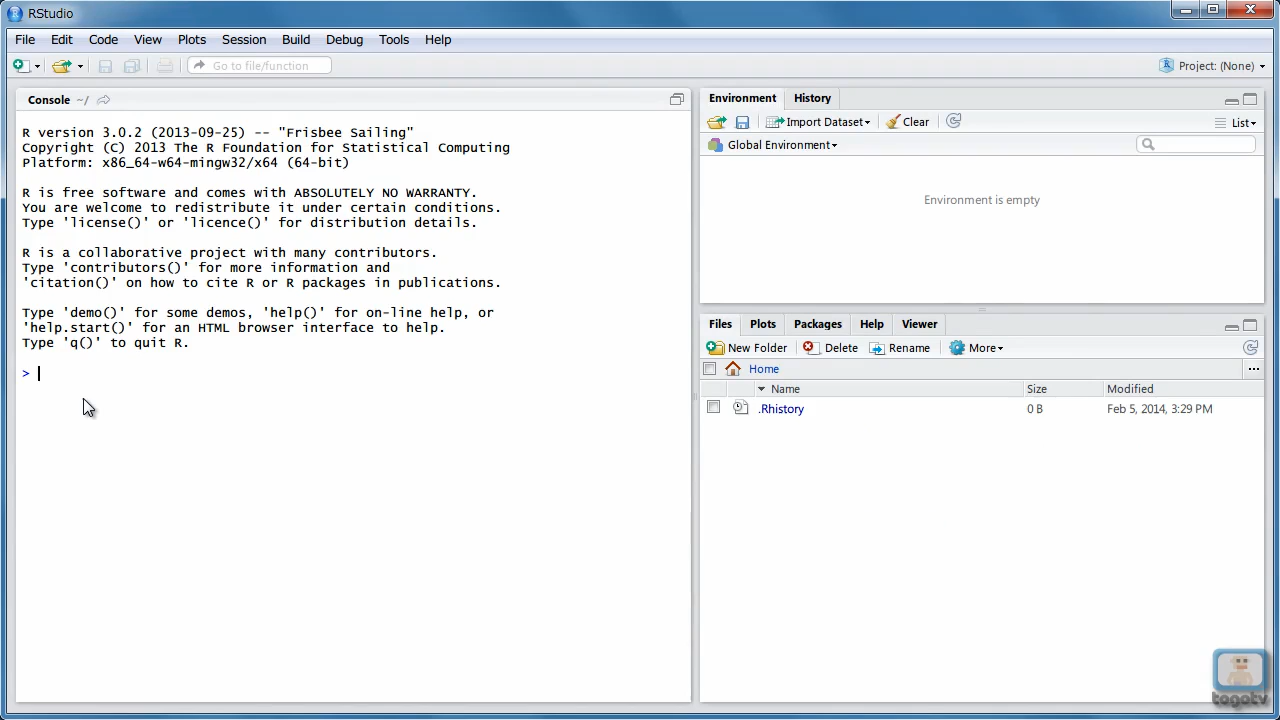 RStudio
File Edit Code View Plots Session Build Debug Tools Help
Go to file/function
Project: (None)
Console ~/
R version 3.0.2 (2013-09-25) -- "Frisbee Sailing"
Copyright (C) 2013 The R Foundation for Statistical Computing
Platform: x86_64-w64-mingw32/x64 (64-bit)
R is free software and comes with ABSOLUTELY NO WARRANTY.
You are welcome to redistribute it under certain conditions.
Type 'license()' or 'licence()' for distribution details.
R is a collaborative project with many contributors.
Type 'contributors()' for more information and
'citation()' on how to cite R or R packages in publications.
Type 'demo()' for some demos, 'help()' for on-line help, or
'help.start()' for an HTML browser interface to help.
Type 'q()' to quit R.
>
Environment History
Import Dataset Clear List
Global Environment
Environment is empty
Files Plots Packages Help Viewer
New Folder Delete Rename More
Home ...
Name Size Modified
.Rhistory 0 B Feb 5, 2014, 3:29 PM
togotv